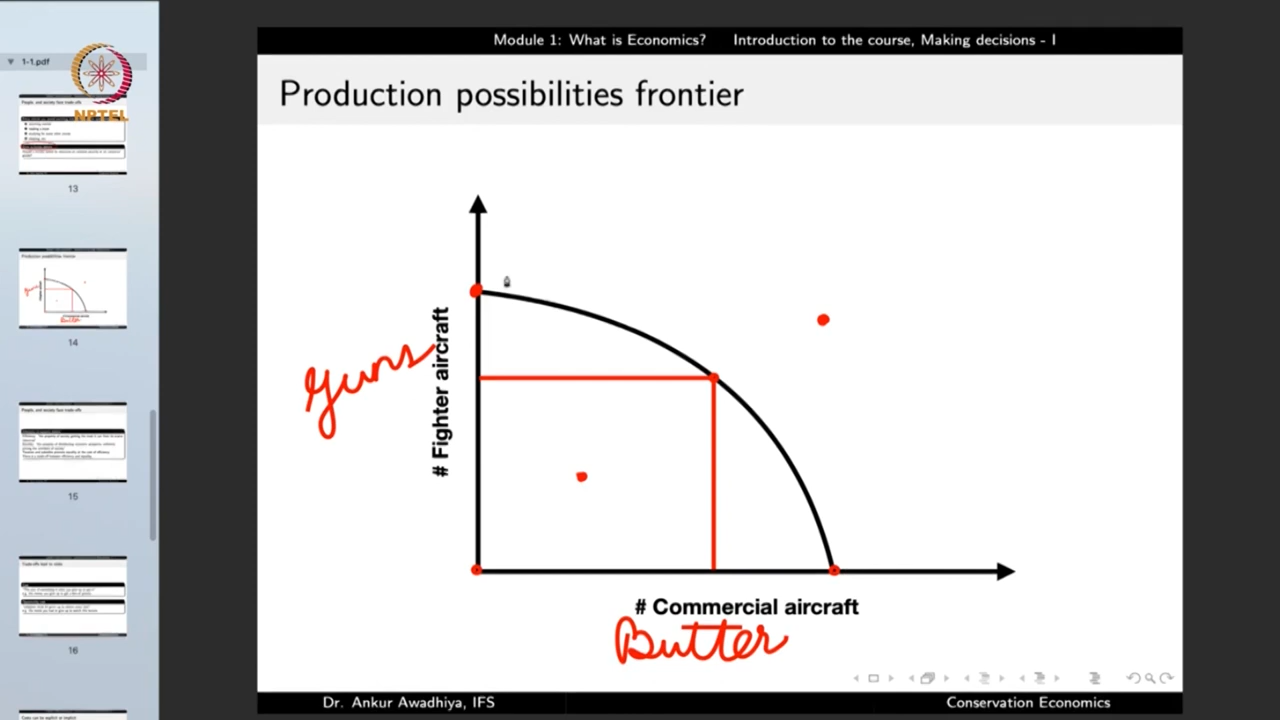 Module 1: What is Economics? Introduction to the course, Making decisions - I
Production possibilities frontier
1-1.pdf
NPTEL
13
14
15
16
# Fighter aircraft
guns
# Commercial aircraft
Butter
Dr. Ankur Awadhiya, IFS
Conservation Economics